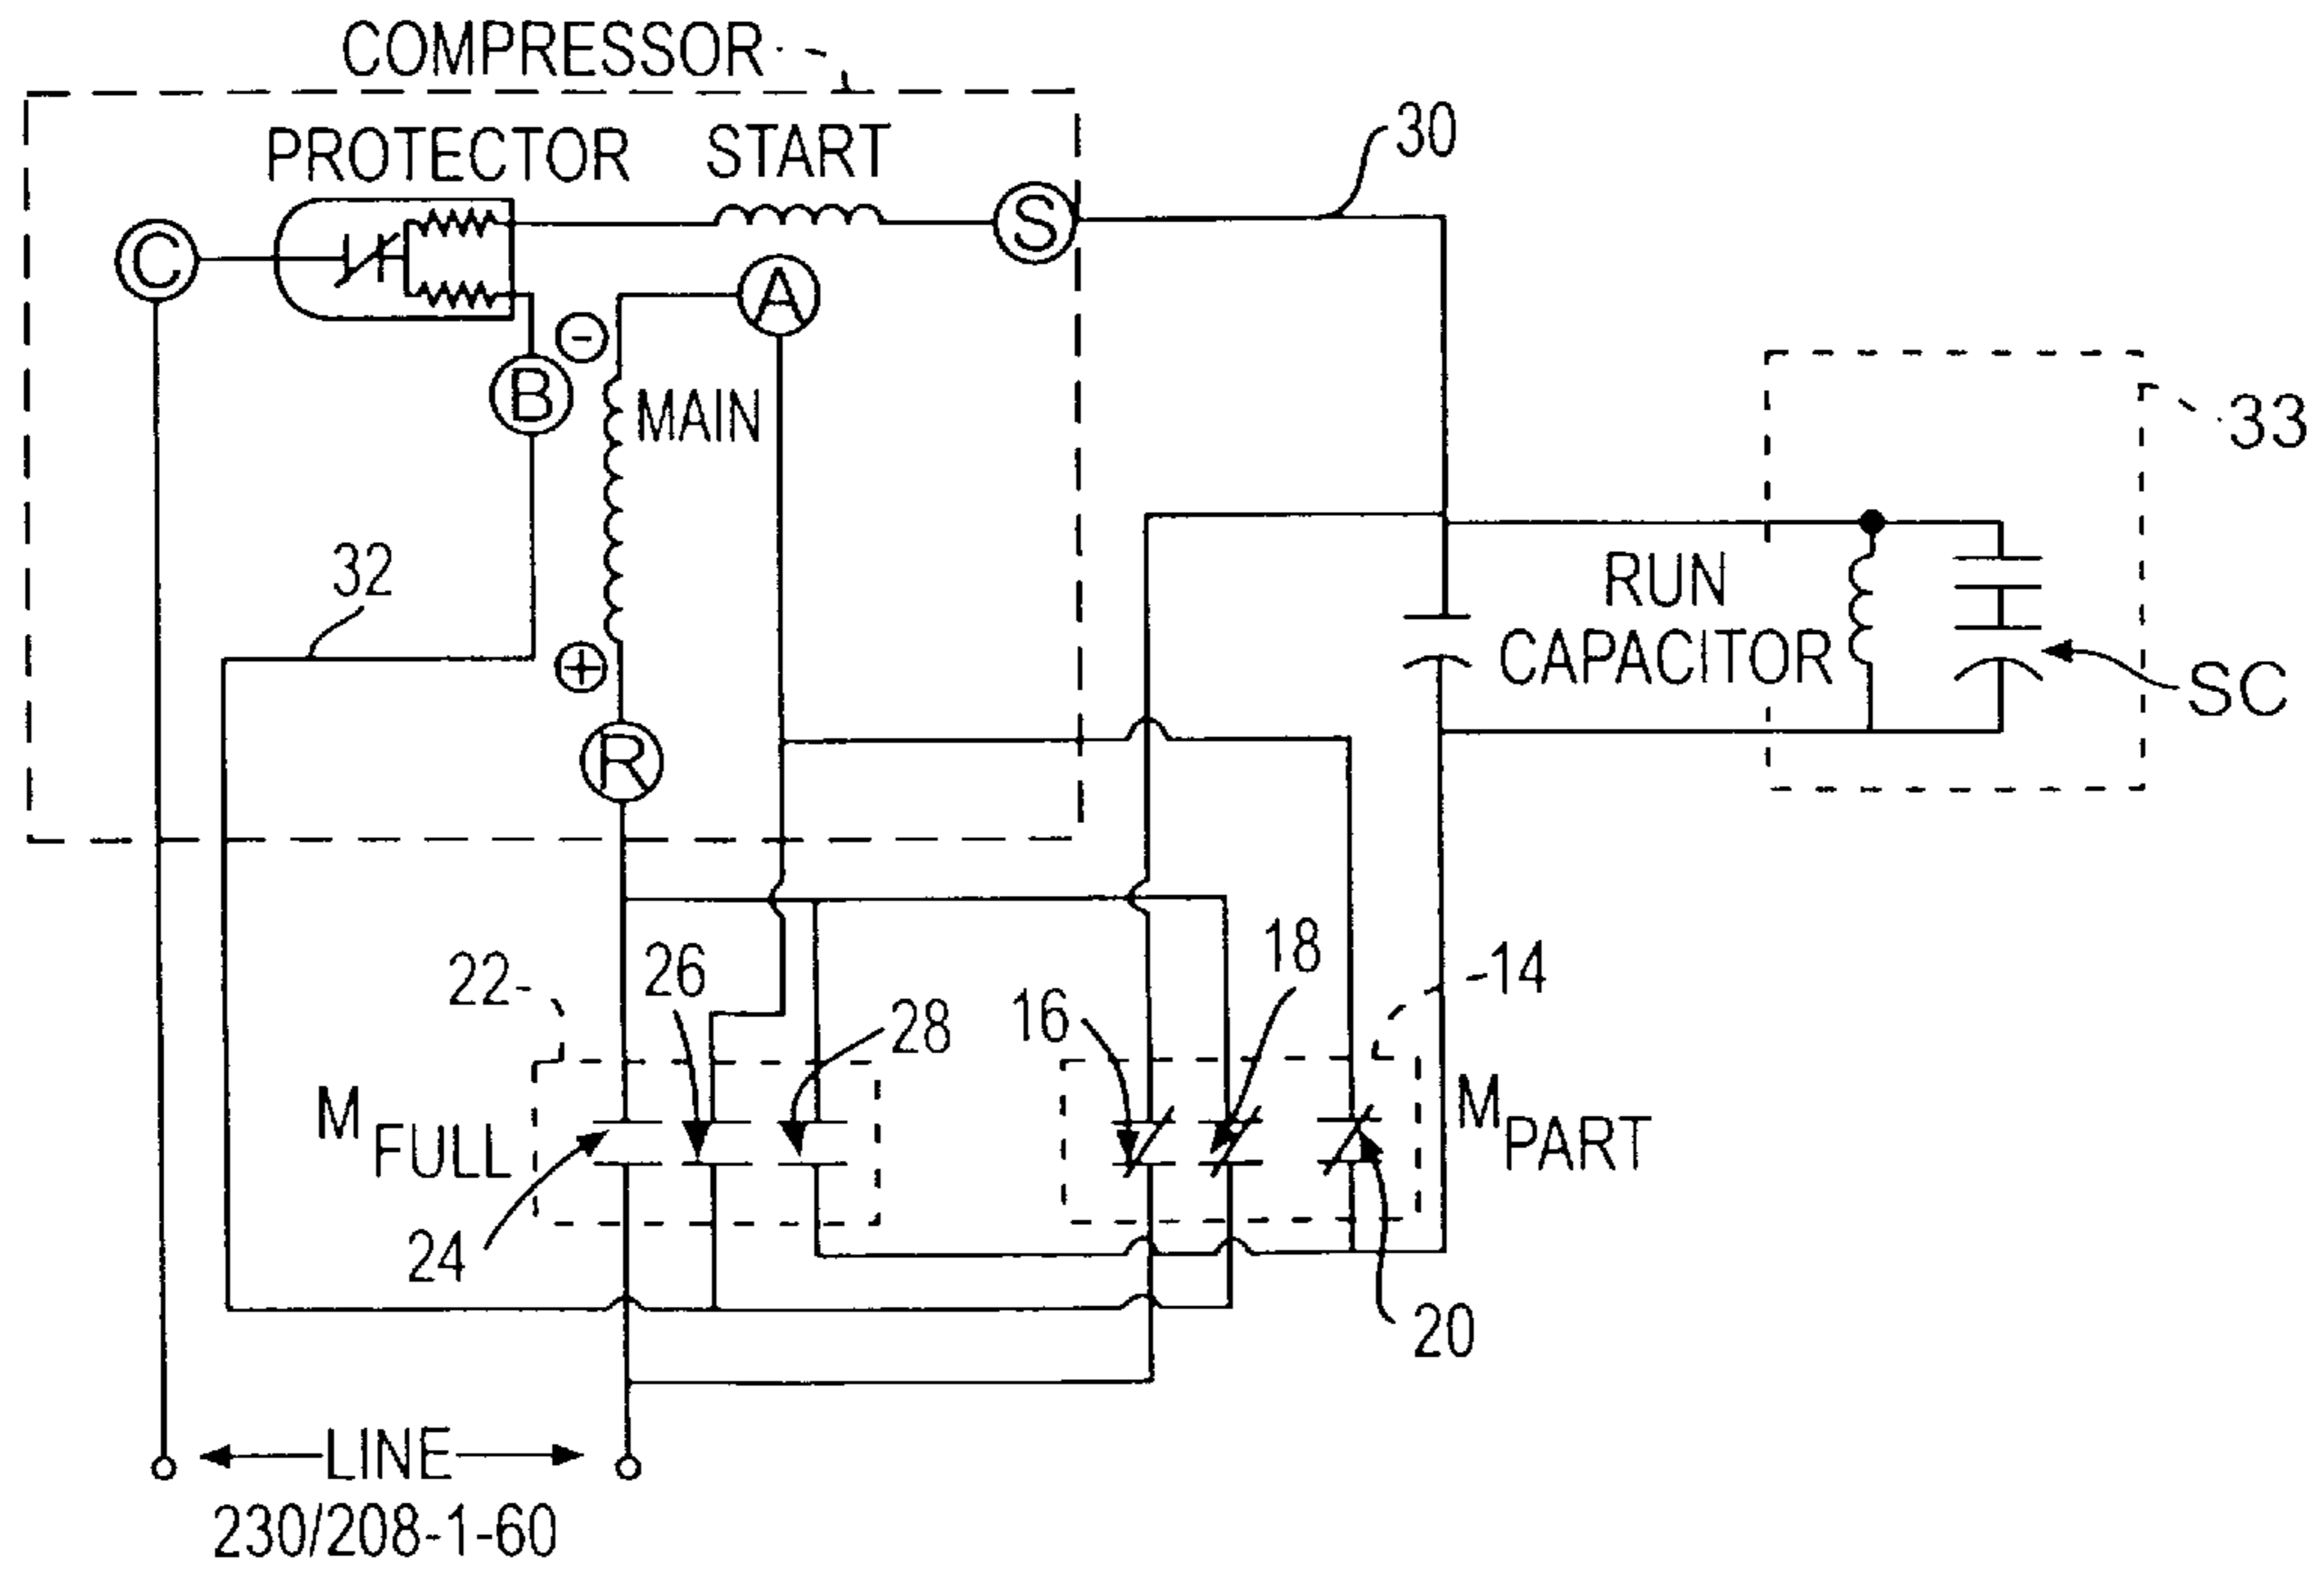 COMPRESSOR
PROTECTOR
START
30
S
C
A
-
B
MAIN
33
32
RUN
CAPACITOR
SC
+
R
22
26
28
16
18
14
M FULL
M PART
24
20
LINE
230/208-1-60